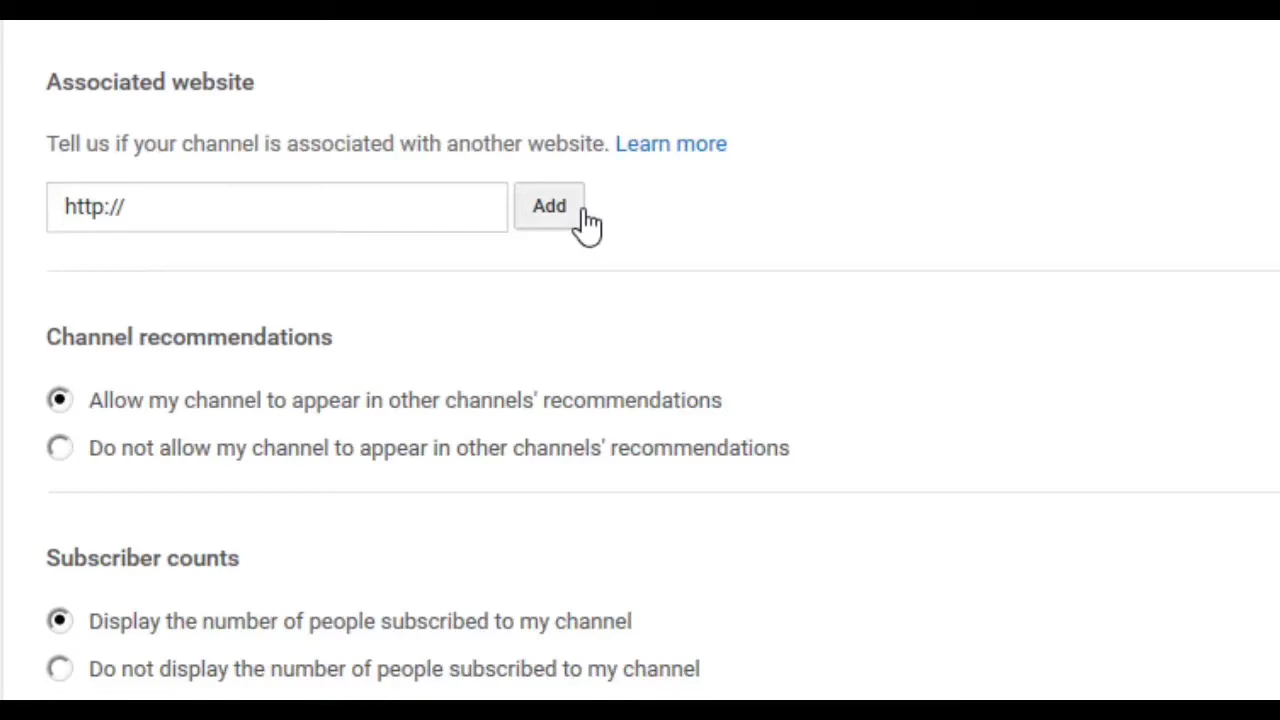 Associated website
Tell us if your channel is associated with another website. Learn more
http:// Add
Channel recommendations
Allow my channel to appear in other channels' recommendations
Do not allow my channel to appear in other channels' recommendations
Subscriber counts
Display the number of people subscribed to my channel
Do not display the number of people subscribed to my channel